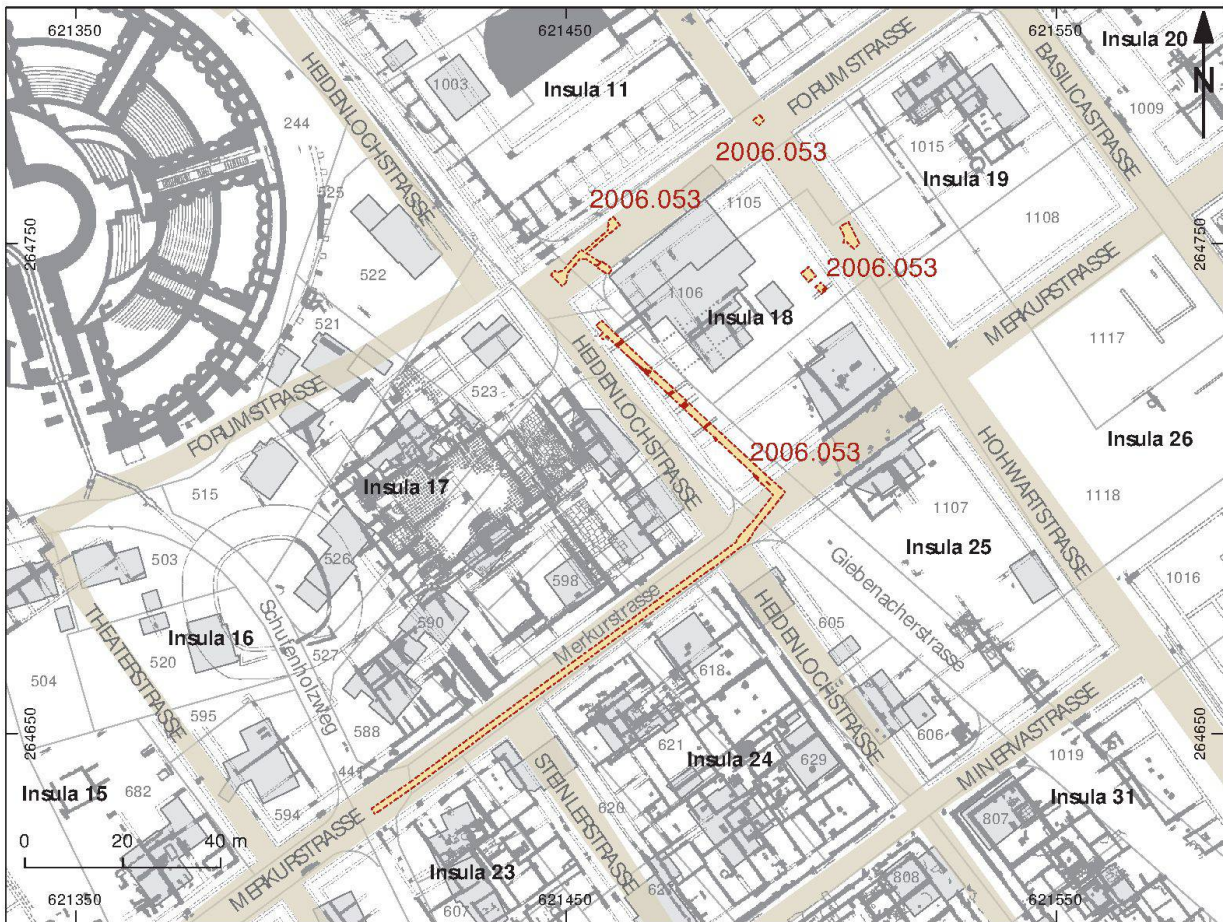 621350
621450
621550
Insula 20
N
HEIDENLOCHSTRASSE
1003
Insula 11
FORUMSTRASSE
BASILICASTRASSE
1009
244
2006.053
1015
Insula 19
525
2006.053
1105
1108
264750
264750
522
2006.053
1106
Insula 18
MERKURSTRASSE
521
1117
FORUMSTRASSE
523
HEIDENLOCHSTRASSE
2006.053
Insula 26
HOHWARTSTRASSE
Insula 17
515
1118
1107
503
526
Insula 25
598
Giebenacherstrasse
1016
THEATERSTRASSE
Schufenholzweg
Merkurstrasse
HEIDENLOCHSTRASSE
590
605
Insula 16
520
527
618
504
595
264650
588
621
606
264650
Insula 24
629
MINERVASTRASSE
1019
441
STEINLERSTRASSE
Insula 15
682
620
Insula 31
594
807
MERKURSTRASSE
0 20 40 m
Insula 23
808
607
621350
621450
621550